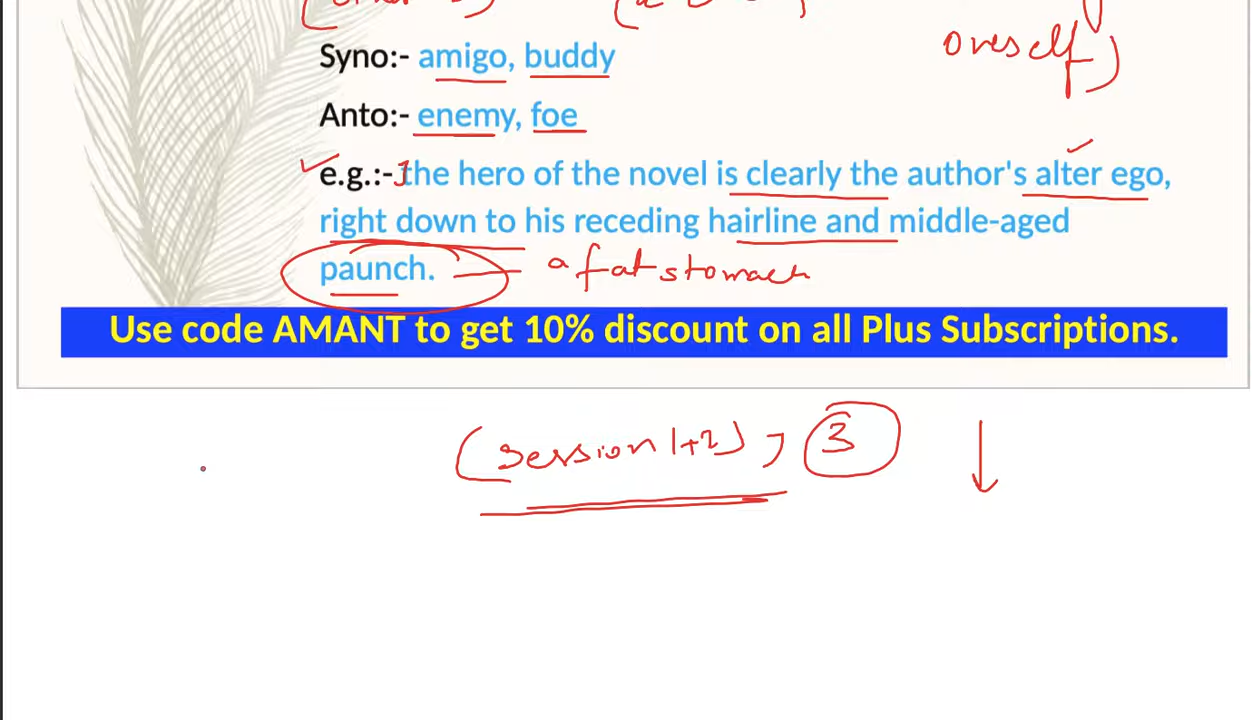 oneself)
Syno:- amigo, buddy
Anto:- enemy, foe
e.g.:- the hero of the novel is clearly the author's alter ego,
right down to his receding hairline and middle-aged
paunch. a fat stomach
Use code AMANT to get 10% discount on all Plus Subscriptions.
(session 1+2), 3